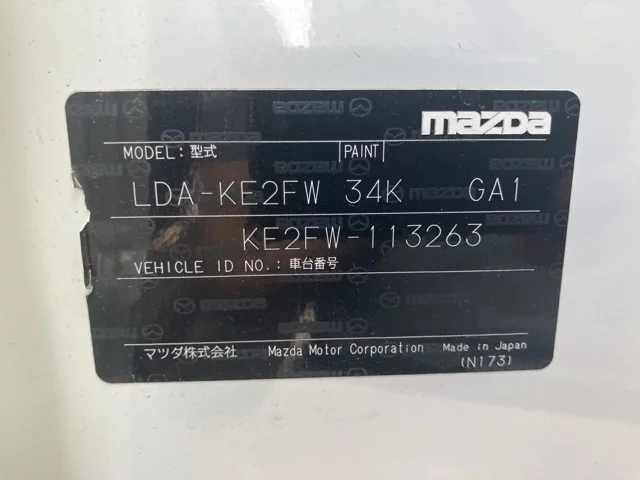 mazda
MODEL: 型式 PAINT
LDA-KE2FW 34K GA1
KE2FW-113263
VEHICLE ID NO.: 車台番号
マツダ株式会社 Mazda Motor Corporation Made in Japan
(N173)